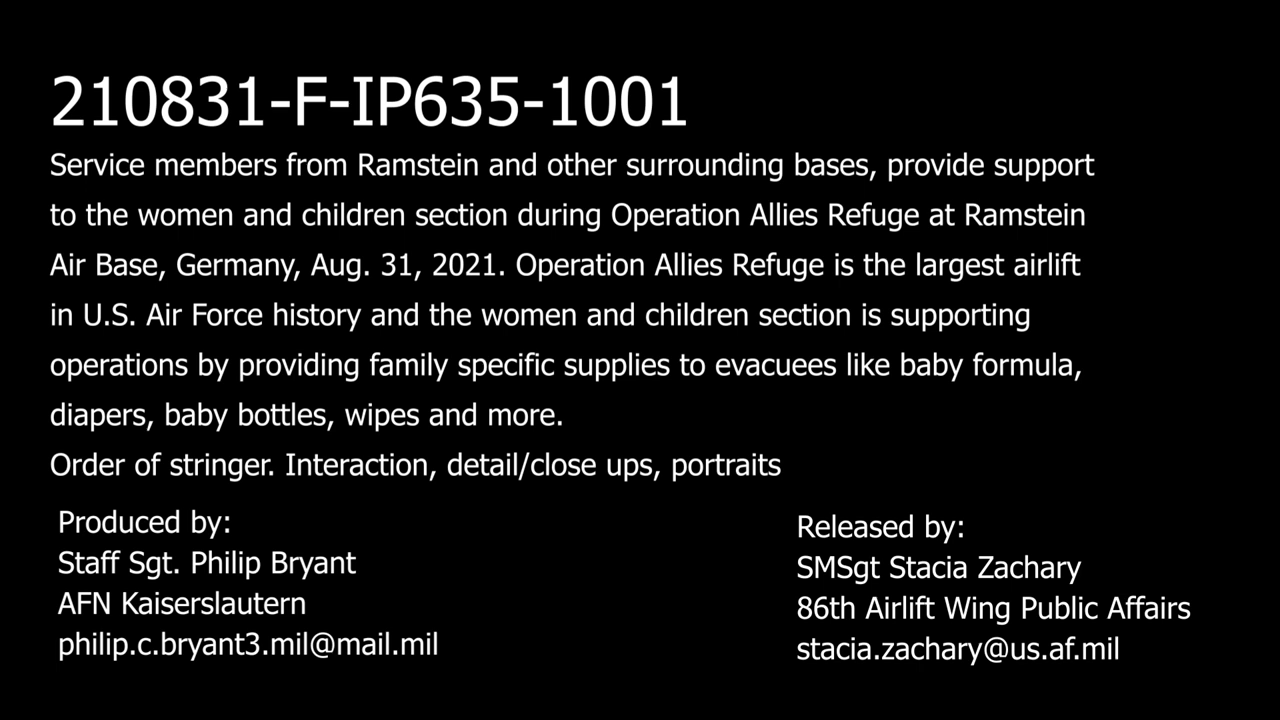 210831-F-IP635-1001
Service members from Ramstein and other surrounding bases, provide support
to the women and children section during Operation Allies Refuge at Ramstein
Air Base, Germany, Aug. 31, 2021. Operation Allies Refuge is the largest airlift
in U.S. Air Force history and the women and children section is supporting
operations by providing family specific supplies to evacuees like baby formula,
diapers, baby bottles, wipes and more.
Order of stringer. Interaction, detail/close ups, portraits
Produced by:
Staff Sgt. Philip Bryant
AFN Kaiserslautern
philip.c.bryant3.mil@mail.mil
Released by:
SMSgt Stacia Zachary
86th Airlift Wing Public Affairs
stacia.zachary@us.af.mil